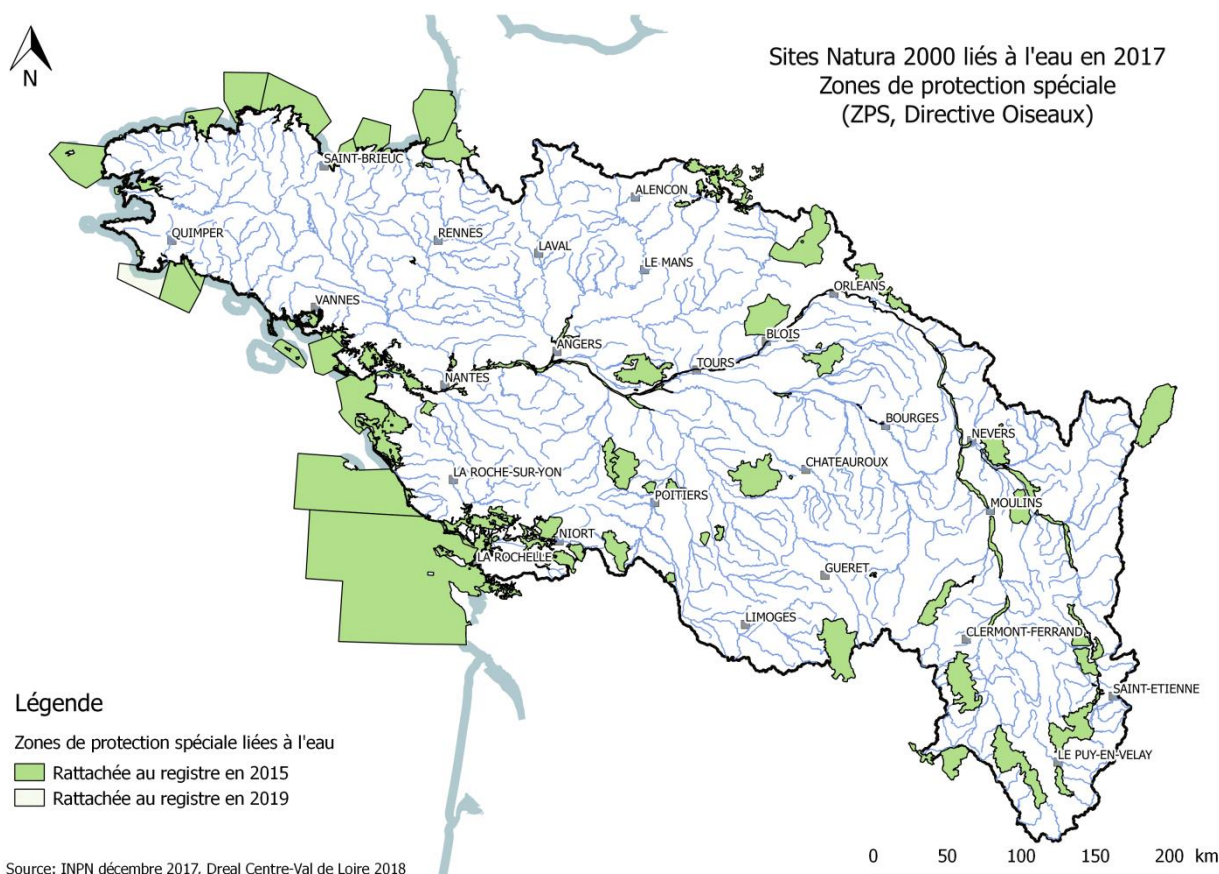 N
Sites Natura 2000 liés à l'eau en 2017
Zones de protection spéciale
(ZPS, Directive Oiseaux)
SAINT-BRIEUC
ALENCON
QUIMPER
RENNES
LAVAL
LE MANS
ORLEANS
VANNES
BLOIS
ANGERS
TOURS
NANTES
BOURGES
NEVERS
LA ROCHE-SUR-YON
CHATEAUROUX
POITIERS
MOULINS
NIORT
LA ROCHELLE
GUERET
LIMOGES
CLERMONT-FERRAND
SAINT-ETIENNE
LE PUY-EN-VELAY
Légende
Zones de protection spéciale liées à l'eau
Rattachée au registre en 2015
Rattachée au registre en 2019
Source: INPN décembre 2017, Dreal Centre-Val de Loire 2018
0 50 100 150 200 km